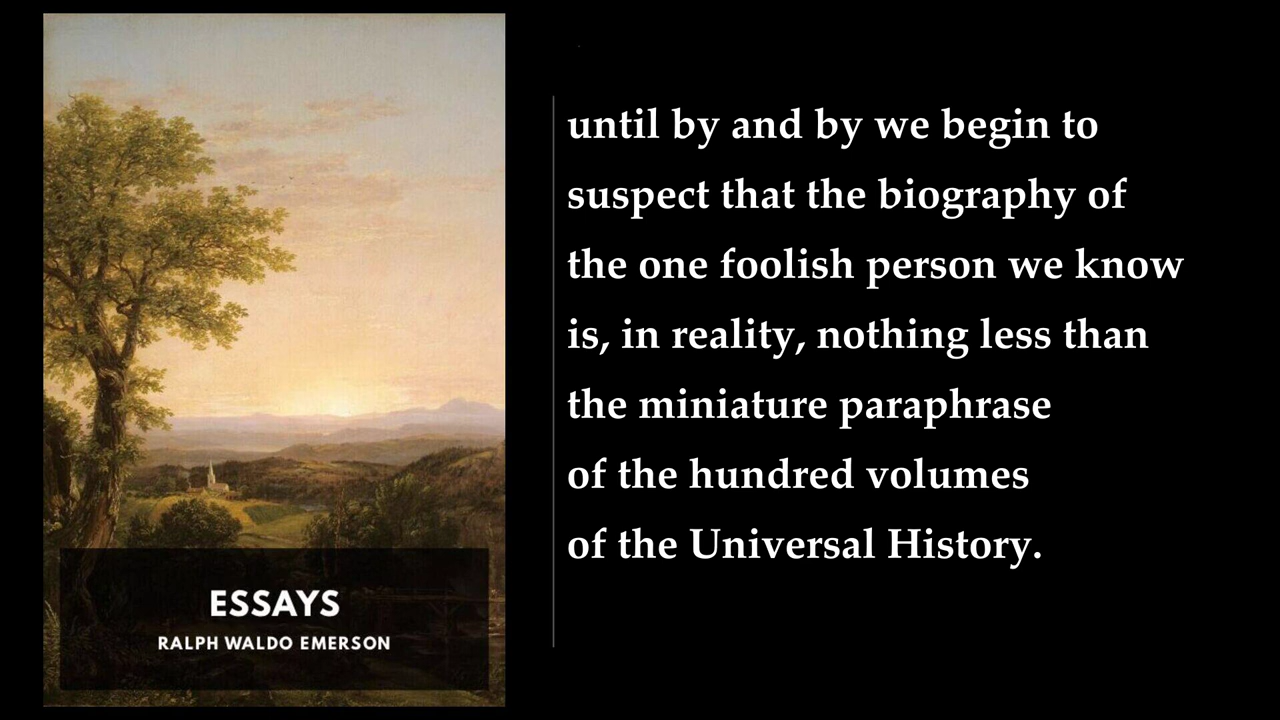 until by and by we begin to
suspect that the biography of
the one foolish person we know
is, in reality, nothing less than
the miniature paraphrase
of the hundred volumes
of the Universal History.
ESSAYS
RALPH WALDO EMERSON